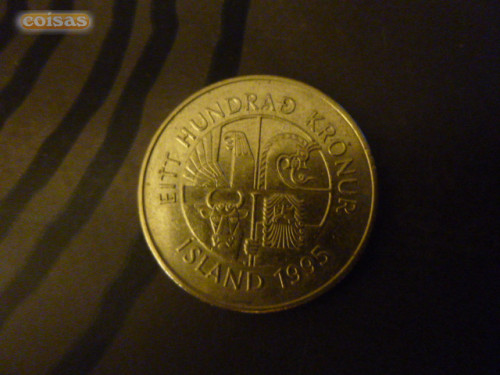 coisas
EITT HUNDRAÐ KRÓNUR
ÍSLAND 1995